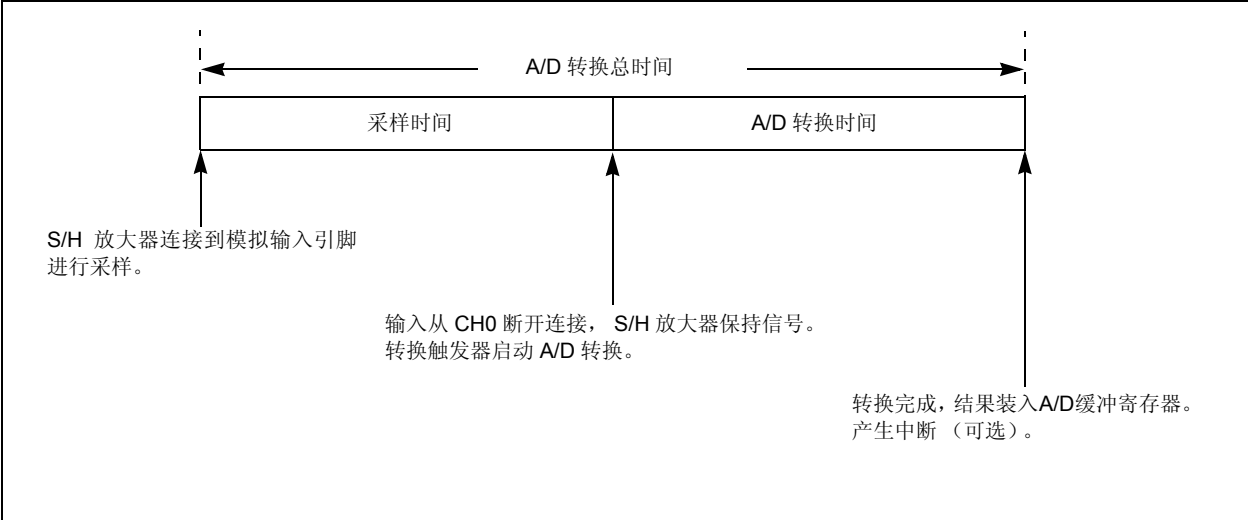 A/D 转换总时间
采样时间
A/D 转换时间
S/H 放大器连接到模拟输入引脚
进行采样。
输入从 CH0 断开连接， S/H 放大器保持信号。
转换触发器启动 A/D 转换。
转换完成，结果装入A/D缓冲寄存器。
产生中断 （可选）。